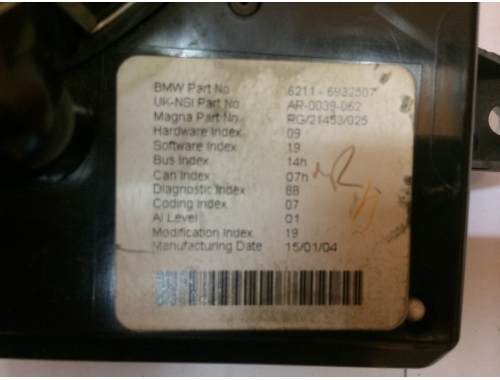 BMW Part No 6211 - 6932507
UK-NSI Part No AR-0039-062
Magna Part No RG/21453/025
Hardware Index 09
Software Index 19
Bus Index 14h
Can Index 07h
Diagnostic Index 88
Coding Index 07
AI Level 01
Modification Index 19
Manufacturing Date 15/01/04